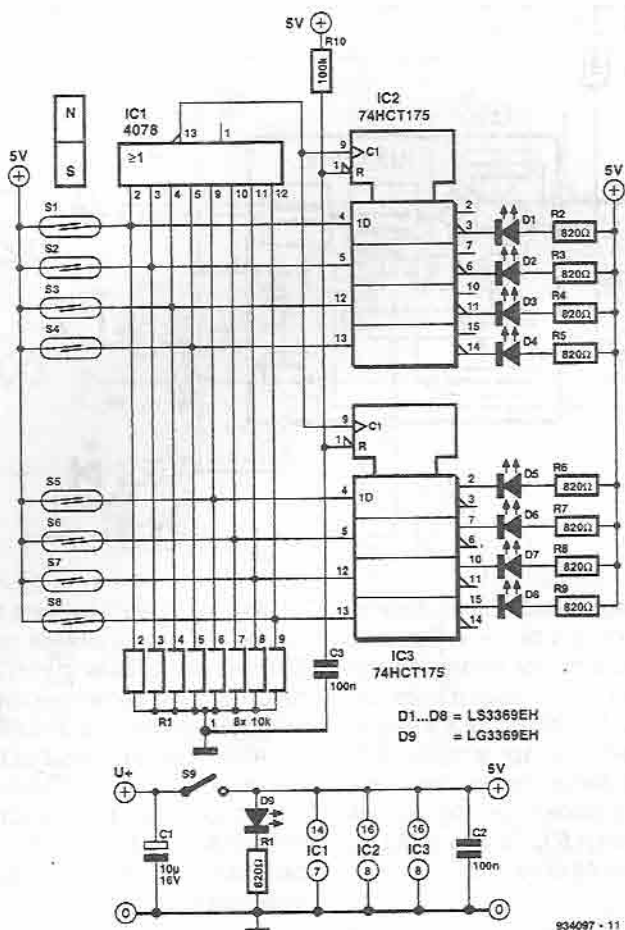 5V
R10
100k
IC1
4078
13
1
≥1
2 3 4 5 9 10 11 12
N
S
5V
IC2
74HCT175
9
C1
1
R
5V
S1
S2
S3
S4
4
1D
5
12
13
2
3
7
6
10
11
15
14
D1
R2
820Ω
D2
R3
820Ω
D3
R4
820Ω
D4
R5
820Ω
9
C1
1
R
S5
S6
S7
S8
4
1D
5
12
13
2
3
7
6
10
11
15
14
D5
R6
820Ω
D6
R7
820Ω
D7
R8
820Ω
D8
R9
820Ω
IC3
74HCT175
2 3 4 5 6 7 8 9
R1
1
8x 10k
C3
100n
D1...D8 = LS3369EH
D9 = LG3369EH
U+
S9
5V
C1
10µ
16V
D9
R1
820Ω
14
IC1
7
16
IC2
8
16
IC3
8
C2
100n
0
0
934097 - 11